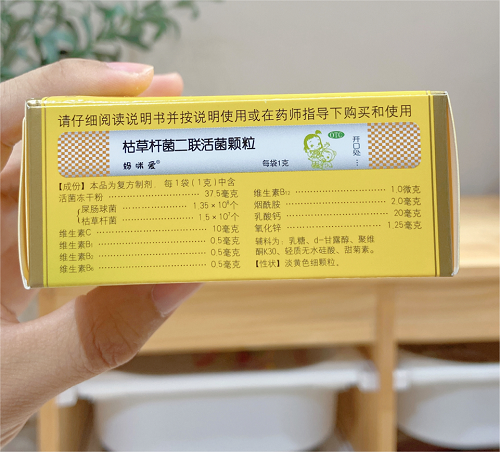 请仔细阅读说明书并按说明使用或在药师指导下购买和使用
枯草杆菌二联活菌颗粒
OTC
开口处…
妈咪爱®
每袋1克
【成份】本品为复方制剂，每1袋（1克）中含
活菌冻干粉 37.5毫克
屎肠球菌 1.35×10⁸个
枯草杆菌 1.5×10⁷个
维生素C 10毫克
维生素B₁ 0.5毫克
维生素B₂ 0.5毫克
维生素B₆ 0.5毫克
维生素B₁₂ 1.0微克
烟酰胺 2.0毫克
乳酸钙 20毫克
氧化锌 1.25毫克
辅料为：乳糖、d-甘露醇、聚维
酮K30、轻质无水硅酸、甜菊素。
【性状】淡黄色细颗粒。